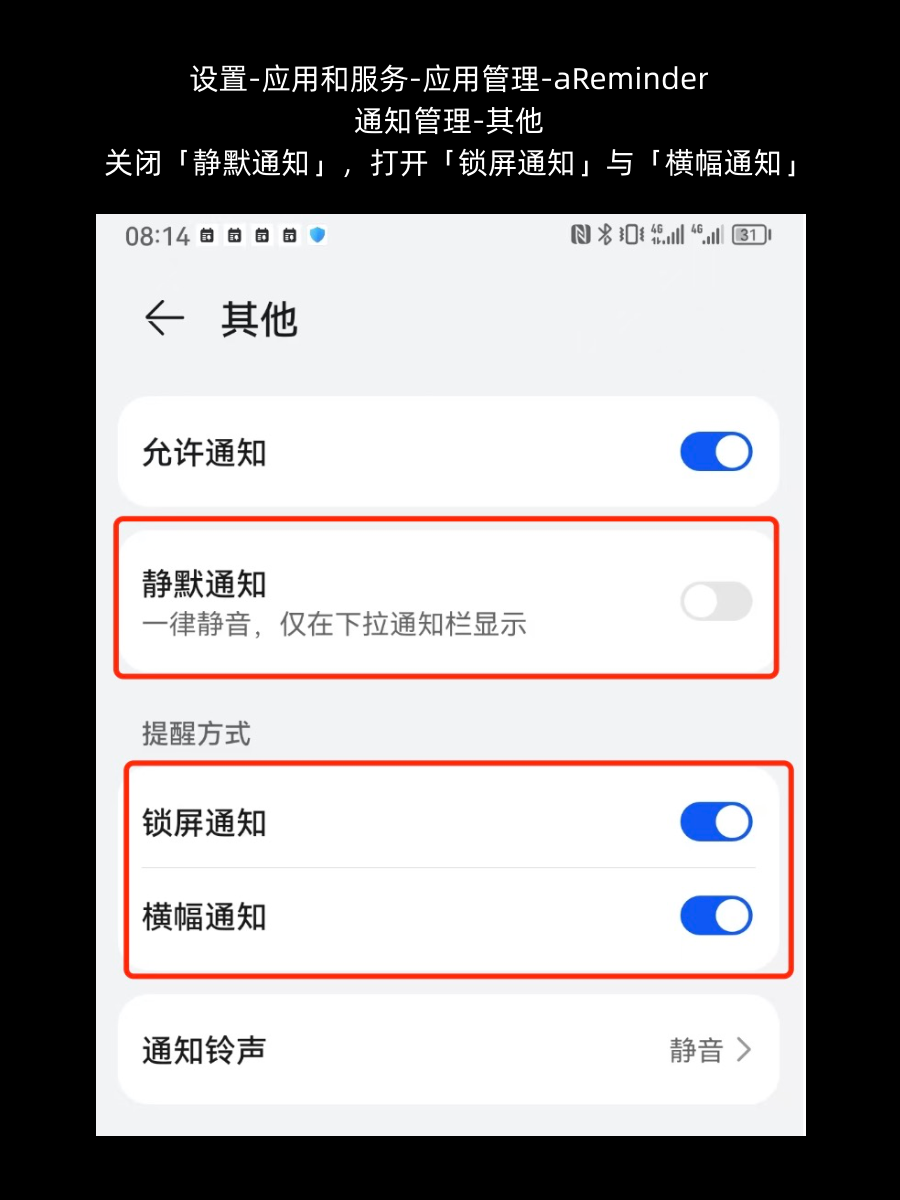 设置-应用和服务-应用管理-aReminder
通知管理-其他
关闭「静默通知」，打开「锁屏通知」与「横幅通知」
08:14
4G 4G 31
其他
允许通知
静默通知
一律静音，仅在下拉通知栏显示
提醒方式
锁屏通知
横幅通知
通知铃声 静音